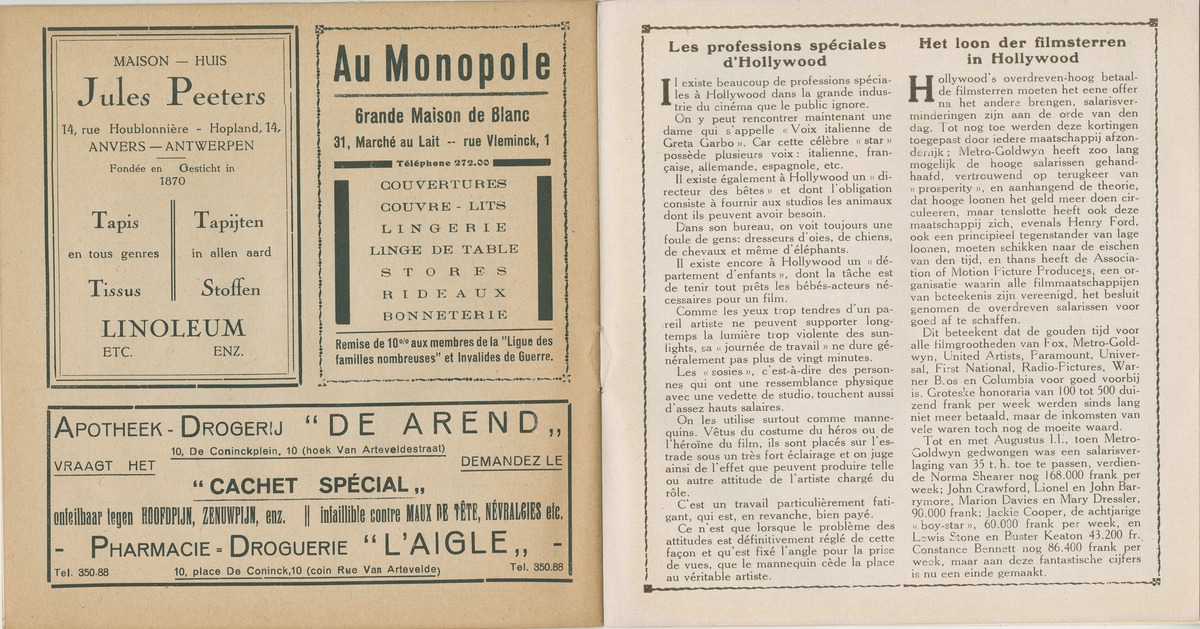 MAISON — HUIS
Jules Peeters
14, rue Houblonnière - Hopland, 14,
ANVERS — ANTWERPEN
Fondée en Gesticht in
1870
Tapis Tapijten
en tous genres in allen aard
Tissus Stoffen
LINOLEUM
ETC. ENZ.
Au Monopole
Grande Maison de Blanc
31, Marché au Lait -- rue Vleminck, 1
Téléphone 272.00
COUVERTURES
COUVRE - LITS
LINGERIE
LINGE DE TABLE
STORES
RIDEAUX
BONNETERIE
Remise de 10% aux membres de la "Ligue des
familles nombreuses" et Invalides de Guerre.
APOTHEEK - DROGERIJ "DE AREND„
10, De Coninckplein, 10 (hoek Van Arteveldestraat)
VRAAGT HET DEMANDEZ LE
"CACHET SPÉCIAL„
onfeilbaar tegen HOOFDPIJN, ZENUWPIJN, enz. || infaillible contre MAUX DE TÊTE, NÉVRALGIES etc.
- PHARMACIE = DROGUERIE "L'AIGLE„ -
Tel. 350.88 10, place De Coninck,10 (coin Rue Van Artevelde) Tel. 350.88
Les professions spéciales
d'Hollywood
Il existe beaucoup de professions spécia-
les à Hollywood dans la grande indus-
trie du cinéma que le public ignore.
On y peut rencontrer maintenant une
dame qui s'appelle « Voix italienne de
Greta Garbo ». Car cette célèbre « star »
possède plusieurs voix : italienne, fran-
çaise, allemande, espagnole, etc.
Il existe également à Hollywood un « di-
recteur des bêtes » et dont l'obligation
consiste à fournir aux studios les animaux
dont ils peuvent avoir besoin.
Dans son bureau, on voit toujours une
foule de gens: dresseurs d'oies, de chiens,
de chevaux et même d'éléphants.
Il existe encore à Hollywood un « dé-
partement d'enfants », dont la tâche est
de tenir tout prêts les bébés-acteurs né-
cessaires pour un film.
Comme les yeux trop tendres d'un pa-
reil artiste ne peuvent supporter long-
temps la lumière trop violente des sun-
lights, sa « journée de travail » ne dure gé-
néralement pas plus de vingt minutes.
Les « sosies », c'est-à-dire des person-
nes qui ont une ressemblance physique
avec une vedette de studio, touchent aussi
d'assez hauts salaires.
On les utilise surtout comme manne-
quins. Vêtus du costume du héros ou de
l'héroïne du film, ils sont placés sur l'es-
trade sous un très fort éclairage et on juge
ainsi de l'effet que peuvent produire telle
ou autre attitude de l'artiste chargé du
rôle.
C'est un travail particulièrement fati-
gant, qui est, en revanche, bien payé.
Ce n'est que lorsque le problème des
attitudes est définitivement réglé de cette
façon et qu'est fixé l'angle pour la prise
de vues, que le mannequin cède la place
au véritable artiste.
Het loon der filmsterren
in Hollywood
Hollywood's overdreven-hoog betaal-
de filmsterren moeten het eene offer
na het andere brengen, salarisver-
minderingen zijn aan de orde van den
dag. Tot nog toe werden deze kortingen
toegepast door iedere maatschappij afzon-
derlijk; Metro-Goldwyn heeft zoo lang
mogelijk de hooge salarissen gehand-
haafd, vertrouwend op terugkeer van
« prosperity », en aanhangend de theorie,
dat hooge loonen het geld meer doen cir-
culeeren, maar tenslotte heeft ook deze
maatschappij zich, evenals Henry Ford,
ook een principieel tegenstander van lage
loonen, moeten schikken naar de eischen
van den tijd, en thans heeft de Associa-
tion of Motion Picture Producers, een or-
ganisatie waarin alle filmmaatschappijen
van beteekenis zijn vereenigd, het besluit
genomen de overdreven salarissen voor
goed af te schaffen.
Dit beteekent dat de gouden tijd voor
alle filmgrootheden van Fox, Metro-Gold-
wyn, United Artists, Paramount, Univer-
sal, First National, Radio-Pictures, War-
ner Bros en Columbia voor goed voorbij
is. Groteske honoraria van 100 tot 500 dui-
zend frank per week werden sinds lang
niet meer betaald, maar de inkomsten van
vele waren toch nog de moeite waard.
Tot en met Augustus l.l., toen Metro-
Goldwyn gedwongen was een salarisver-
laging van 35 t. h. toe te passen, verdien-
de Norma Shearer nog 168.000 frank per
week; John Crawford, Lionel en John Bar-
rymore, Marion Davies en Mary Dressler,
90.000 frank; Jackie Cooper, de achtjarige
« boy-star », 60.000 frank per week, en
Lewis Stone en Buster Keaton 43.200 fr.
Constance Bennett nog 86.400 frank per
week, maar aan deze fantastische cijfers
is nu een einde gemaakt.